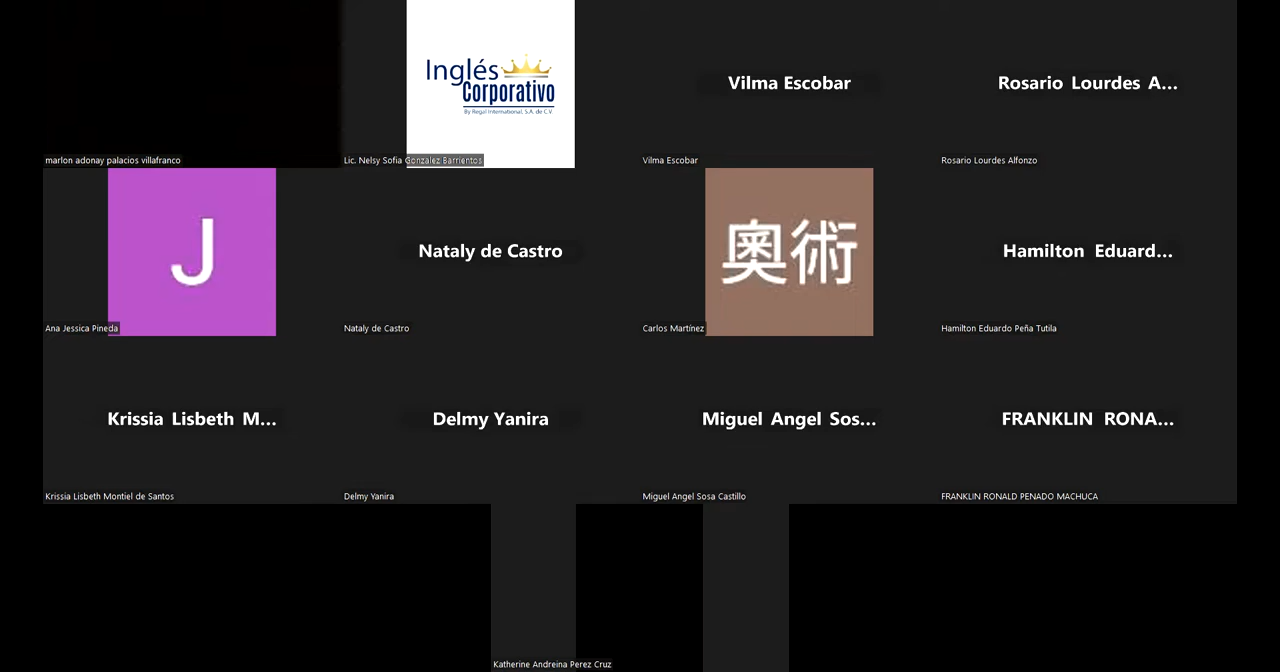 Inglés
Corporativo
By Regal International, S.A. de C.V.
Vilma Escobar
Rosario Lourdes A...
marlon adonay palacios villafranco
Lic. Nelsy Sofia Gonzalez Barrientos
Vilma Escobar
Rosario Lourdes Alfonzo
J
Nataly de Castro
奧術
Hamilton Eduard...
Ana Jessica Pineda
Nataly de Castro
Carlos Martínez
Hamilton Eduardo Peña Tutila
Krissia Lisbeth M...
Delmy Yanira
Miguel Angel Sos...
FRANKLIN RONA...
Krissia Lisbeth Montiel de Santos
Delmy Yanira
Miguel Angel Sosa Castillo
FRANKLIN RONALD PENADO MACHUCA
Katherine Andreina Perez Cruz